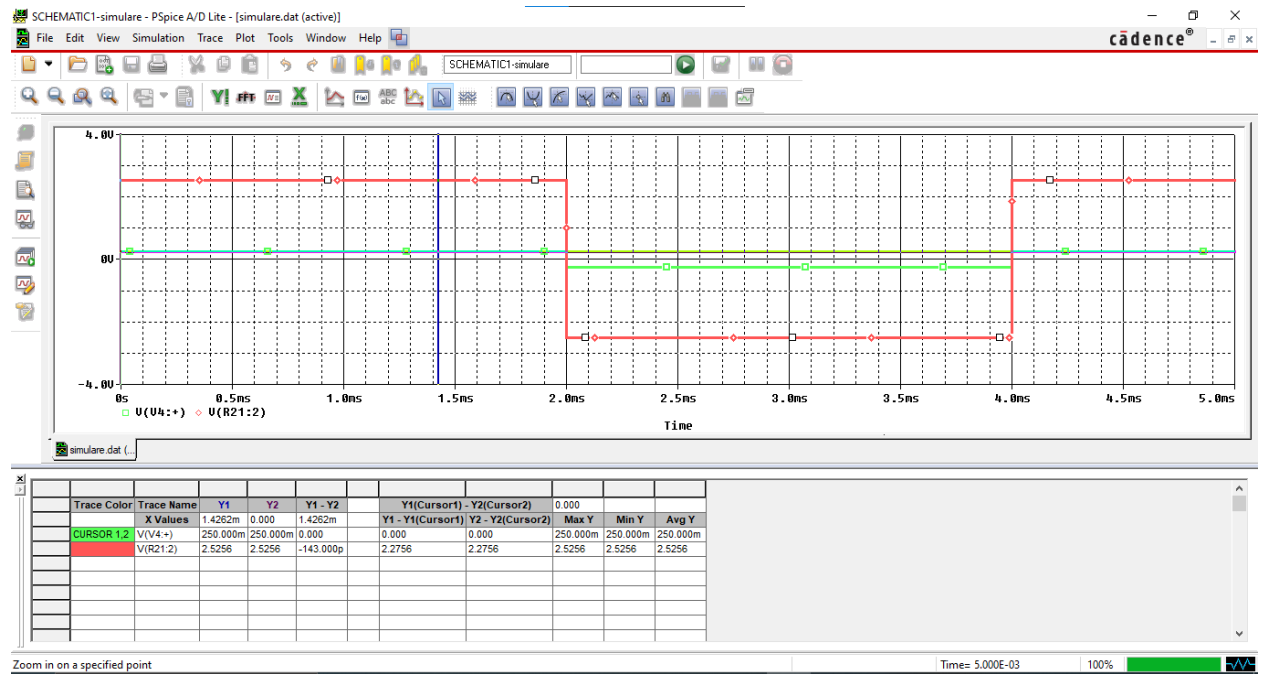 SCHEMATIC1-simulare - PSpice A/D Lite - [simulare.dat (active)]
File Edit View Simulation Trace Plot Tools Window Help
cādence®
SCHEMATIC1-simulare
FFT
ABC
abc
4.0V
0V
-4.0V
0s 0.5ms 1.0ms 1.5ms 2.0ms 2.5ms 3.0ms 3.5ms 4.0ms 4.5ms 5.0ms
V(V4:+) V(R21:2)
Time
simulare.dat (...
Trace Color Trace Name Y1 Y2 Y1 - Y2 Y1(Cursor1) - Y2(Cursor2) 0.000
X Values 1.4262m 0.000 1.4262m Y1 - Y1(Cursor1) Y2 - Y2(Cursor2) Max Y Min Y Avg Y
CURSOR 1,2 V(V4:+) 250.000m 250.000m 0.000 0.000 0.000 250.000m 250.000m 250.000m
V(R21:2) 2.5256 2.5256 -143.000p 2.2756 2.2756 2.5256 2.5256 2.5256
Zoom in on a specified point Time= 5.000E-03 100%